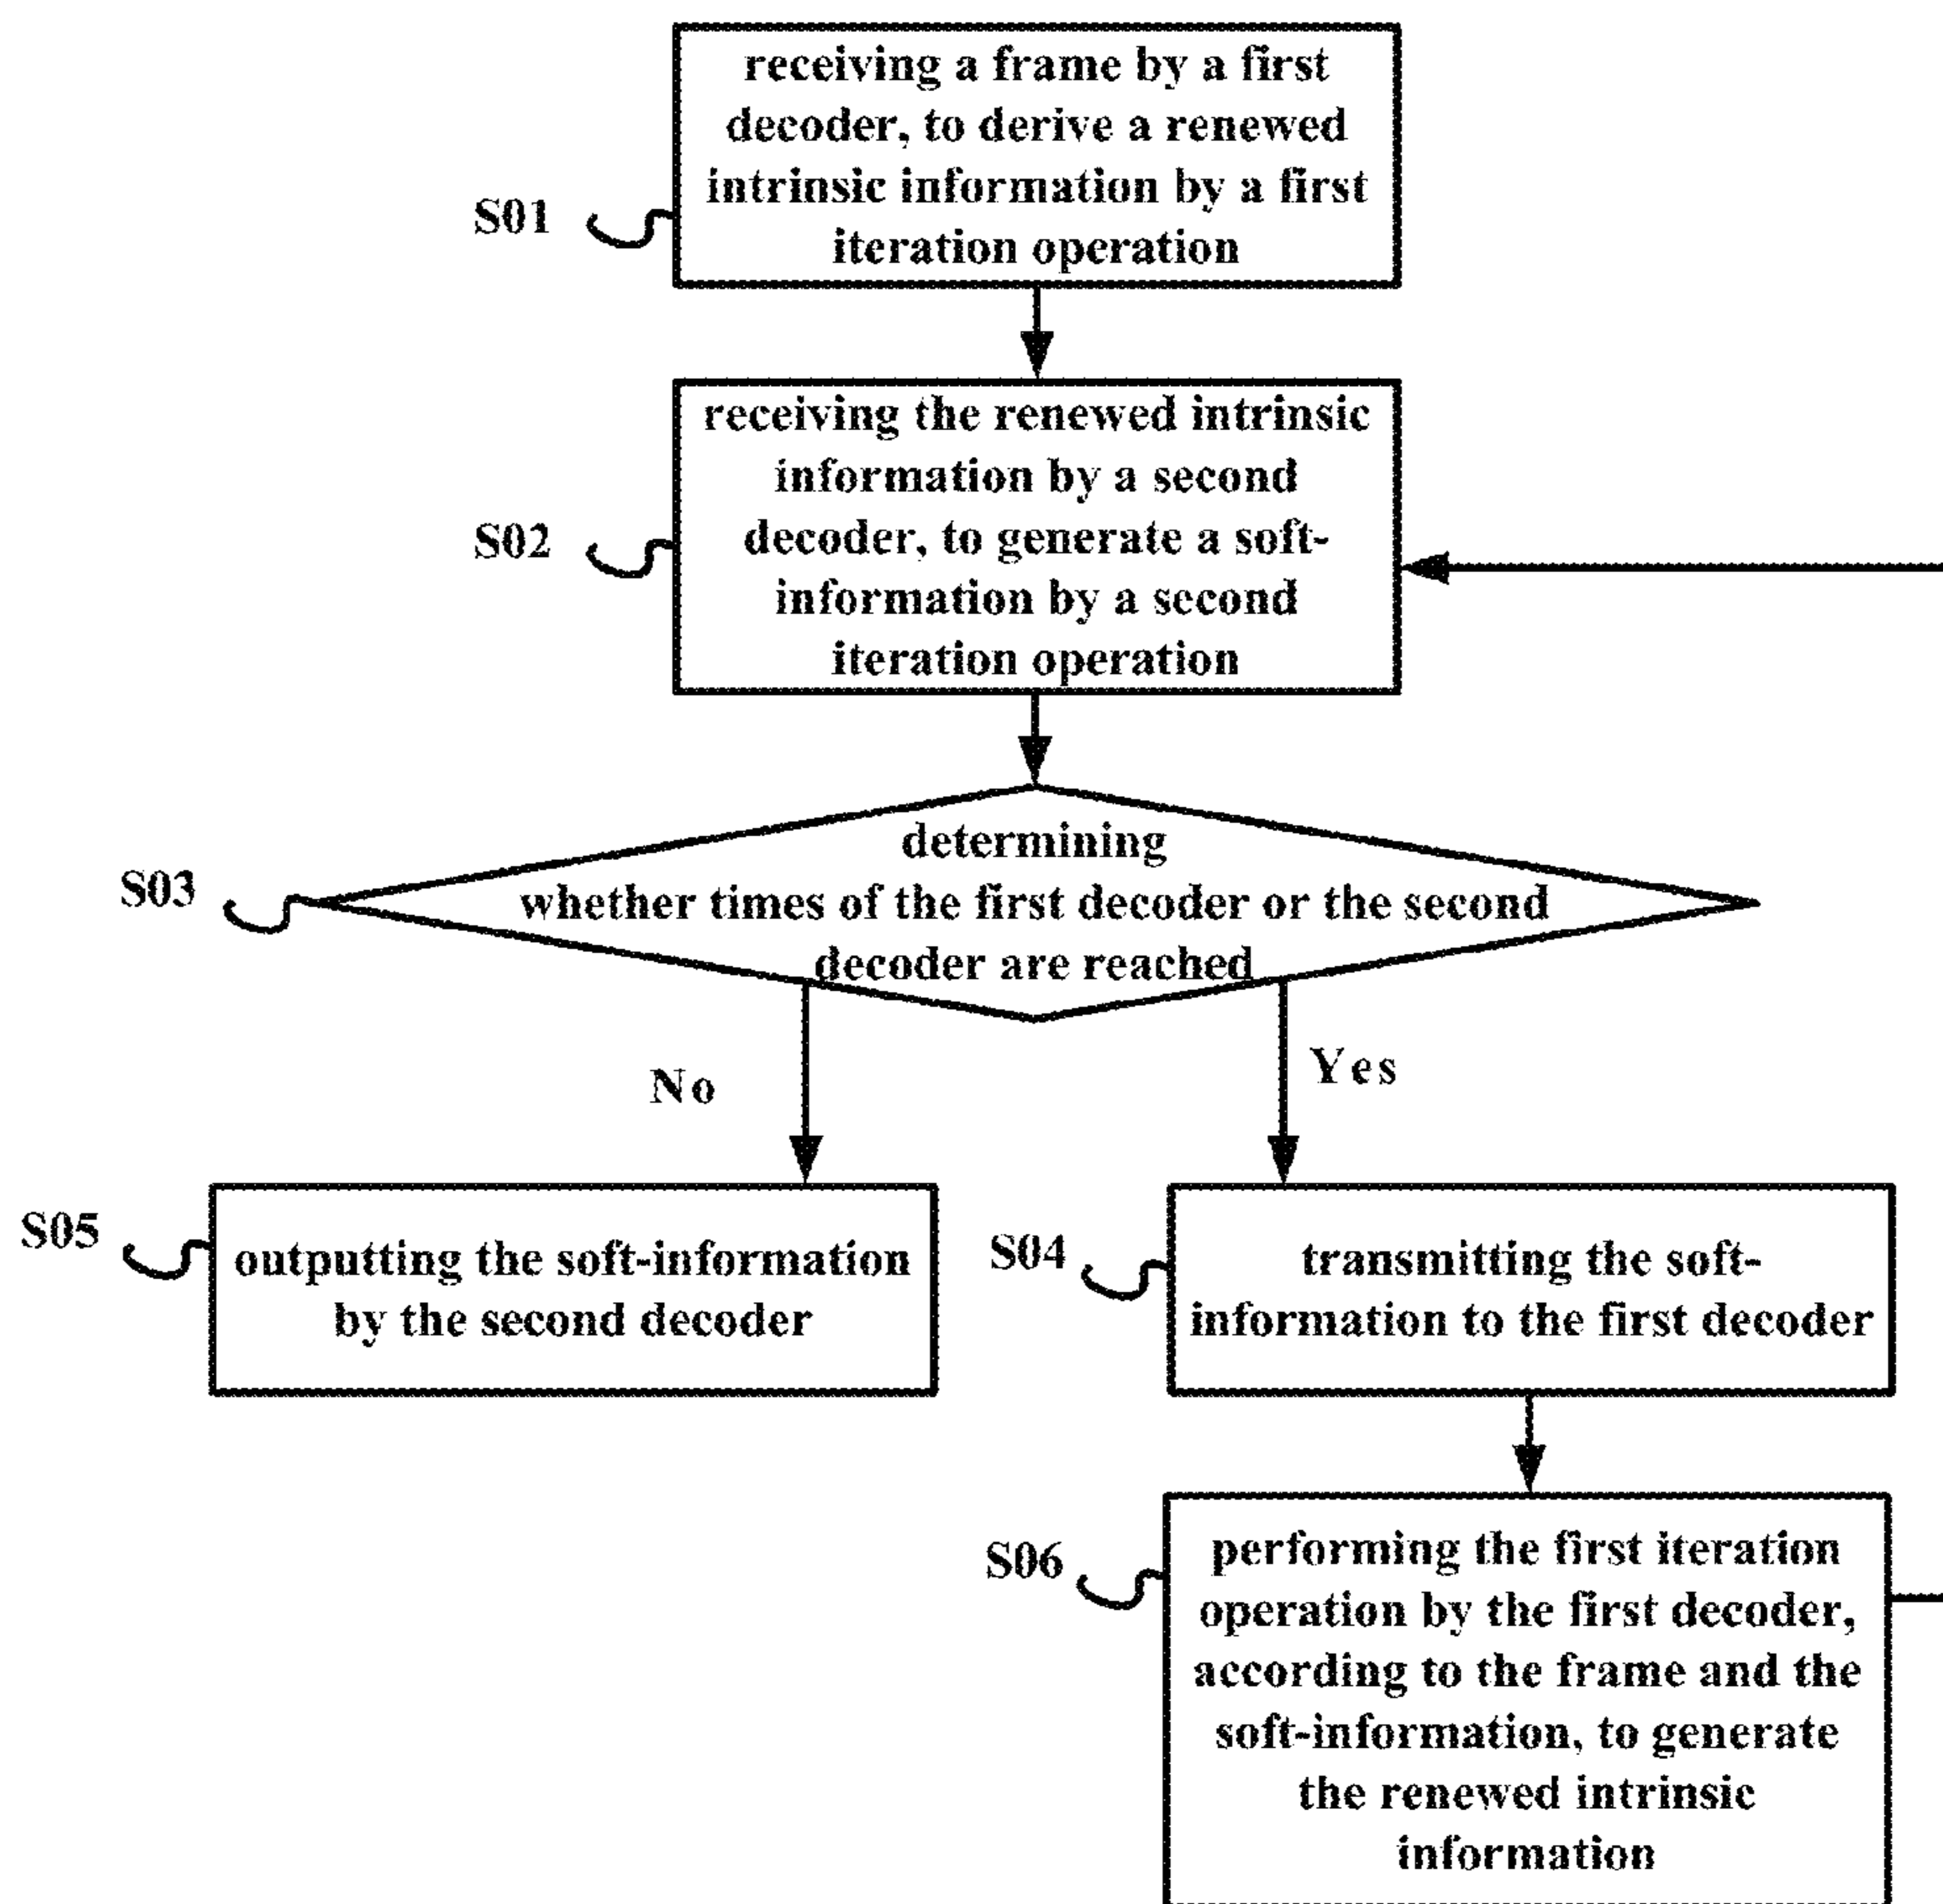 receiving a frame by a first
decoder, to derive a renewed
intrinsic information by a first
iteration operation
S01
receiving the renewed intrinsic
information by a second
decoder, to generate a soft-
information by a second
iteration operation
S02
determining
whether times of the first decoder or the second
decoder are reached
S03
No
Yes
S05
outputting the soft-information
by the second decoder
S04
transmitting the soft-
information to the first decoder
S06
performing the first iteration
operation by the first decoder,
according to the frame and the
soft-information, to generate
the renewed intrinsic
information